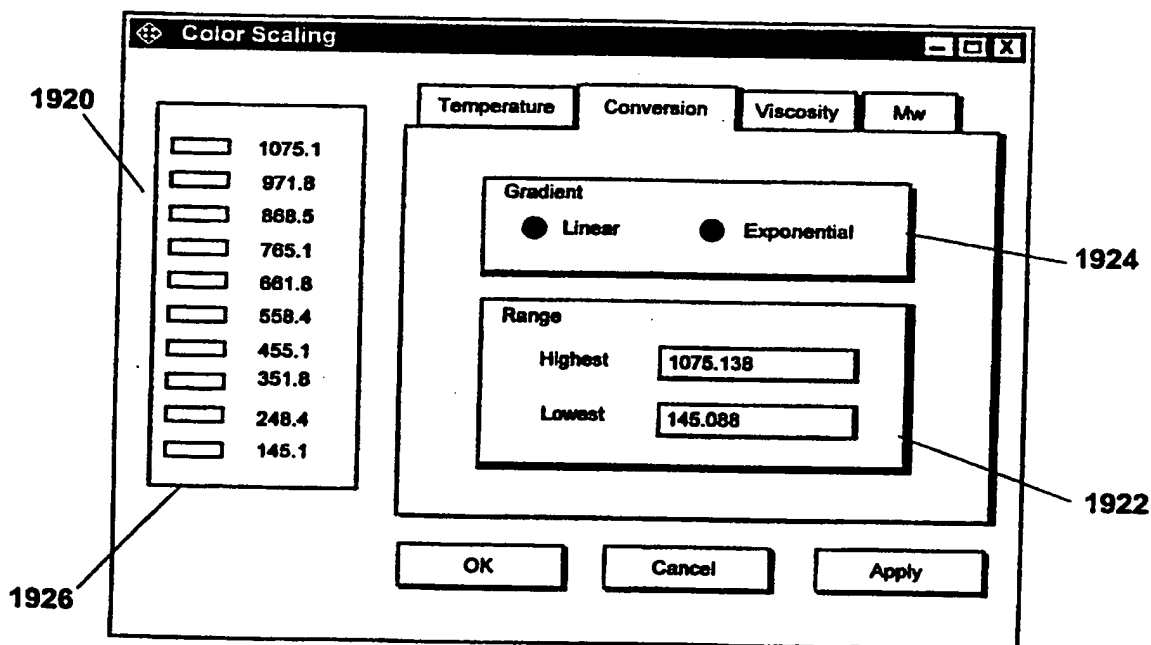 Color Scaling
1920
Temperature
Conversion
Viscosity
Mw
1075.1
971.8
868.5
765.1
661.8
558.4
455.1
351.8
248.4
145.1
Gradient
Linear
Exponential
1924
Range
Highest
1075.138
Lowest
145.088
1922
OK
Cancel
Apply
1926